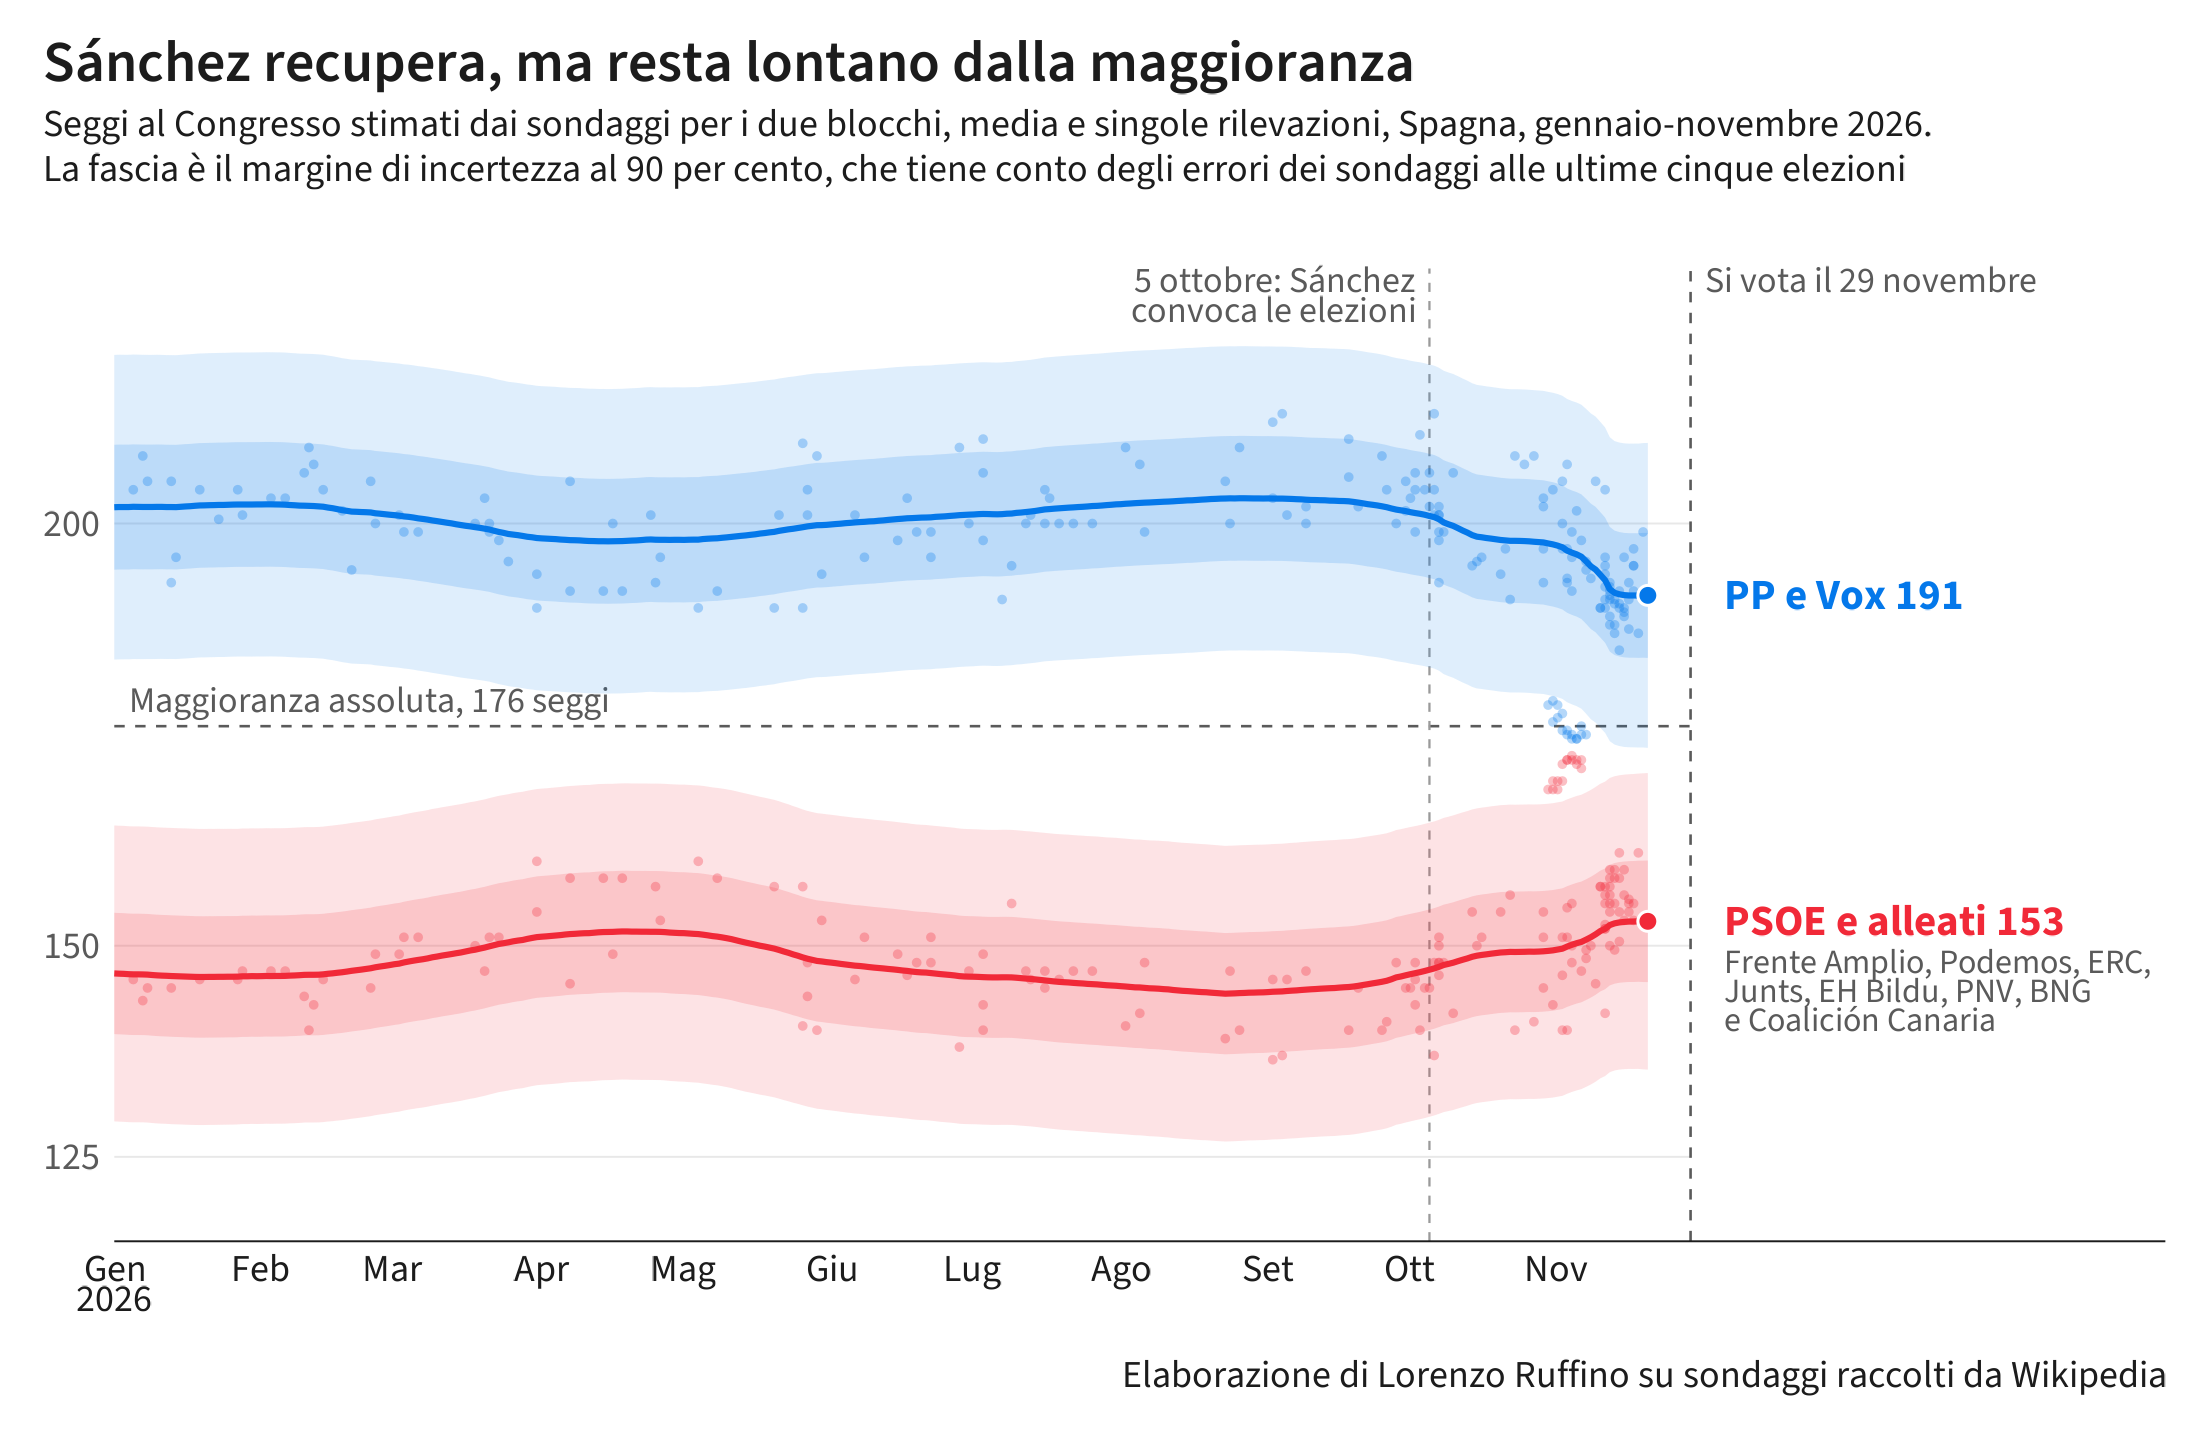 Sánchez recupera, ma resta lontano dalla maggioranza
Seggi al Congresso stimati dai sondaggi per i due blocchi, media e singole rilevazioni, Spagna, gennaio-novembre 2026.
La fascia è il margine di incertezza al 90 per cento, che tiene conto degli errori dei sondaggi alle ultime cinque elezioni
5 ottobre: Sánchez
convoca le elezioni
Si vota il 29 novembre
200
PP e Vox 191
Maggioranza assoluta, 176 seggi
150
PSOE e alleati 153
Frente Amplio, Podemos, ERC,
Junts, EH Bildu, PNV, BNG
e Coalición Canaria
125
Gen Feb Mar Apr Mag Giu Lug Ago Set Ott Nov
2026
Elaborazione di Lorenzo Ruffino su sondaggi raccolti da Wikipedia